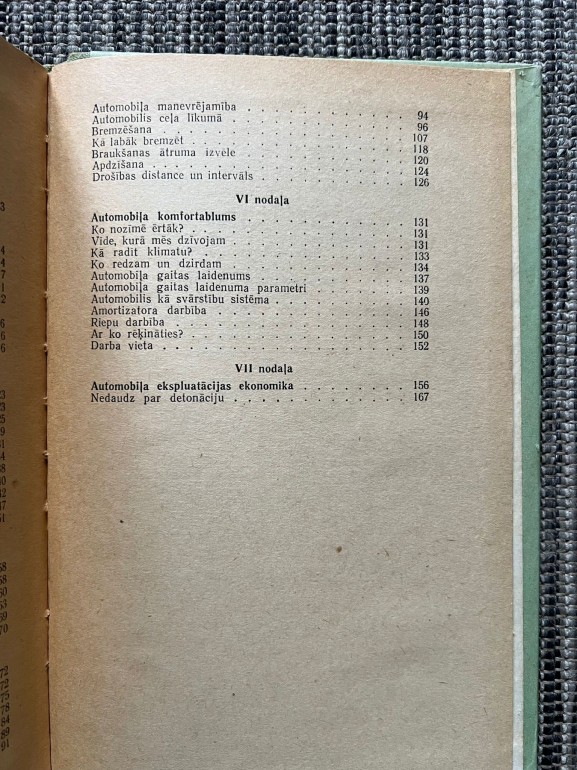 Automobiļa manevrējamība . . . . . . . . . . 94
Automobilis ceļa līkumā . . . . . . . . . . 96
Bremzēšana . . . . . . . . . . 107
Kā labāk bremzēt . . . . . . . . . . 118
Braukšanas ātruma izvēle . . . . . . . . . . 120
Apdzīšana . . . . . . . . . . 124
Drošības distance un intervāls . . . . . . . . . . 126
VI nodaļa
Automobiļa komfortablums . . . . . . . . . . 131
Ko nozīmē ērtāk? . . . . . . . . . . 131
Vide, kurā mēs dzīvojam . . . . . . . . . . 131
Kā radīt klimatu? . . . . . . . . . . 133
Ko redzam un dzirdam . . . . . . . . . . 134
Automobiļa gaitas laidenums . . . . . . . . . . 137
Automobiļa gaitas laidenuma parametri . . . . . . . . 139
Automobilis kā svārstību sistēma . . . . . . . . . . 140
Amortizatora darbība . . . . . . . . . . 146
Riepu darbība . . . . . . . . . . 148
Ar ko rēķināties? . . . . . . . . . . 150
Darba vieta . . . . . . . . . . 152
VII nodaļa
Automobiļa ekspluatācijas ekonomika . . . . . . . . 156
Nedaudz par detonāciju . . . . . . . . . . 167